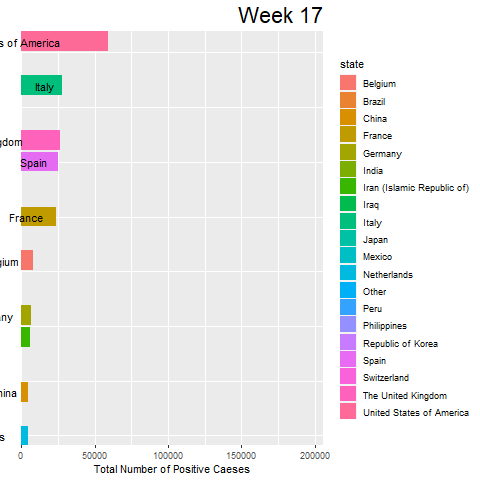 Week 17
s of America
Italy
gdom
Spain
France
gium
ny
hina
s
0 50000 100000 150000 200000
Total Number of Positive Caeses
state
Belgium
Brazil
China
France
Germany
India
Iran (Islamic Republic of)
Iraq
Italy
Japan
Mexico
Netherlands
Other
Peru
Philippines
Republic of Korea
Spain
Switzerland
The United Kingdom
United States of America